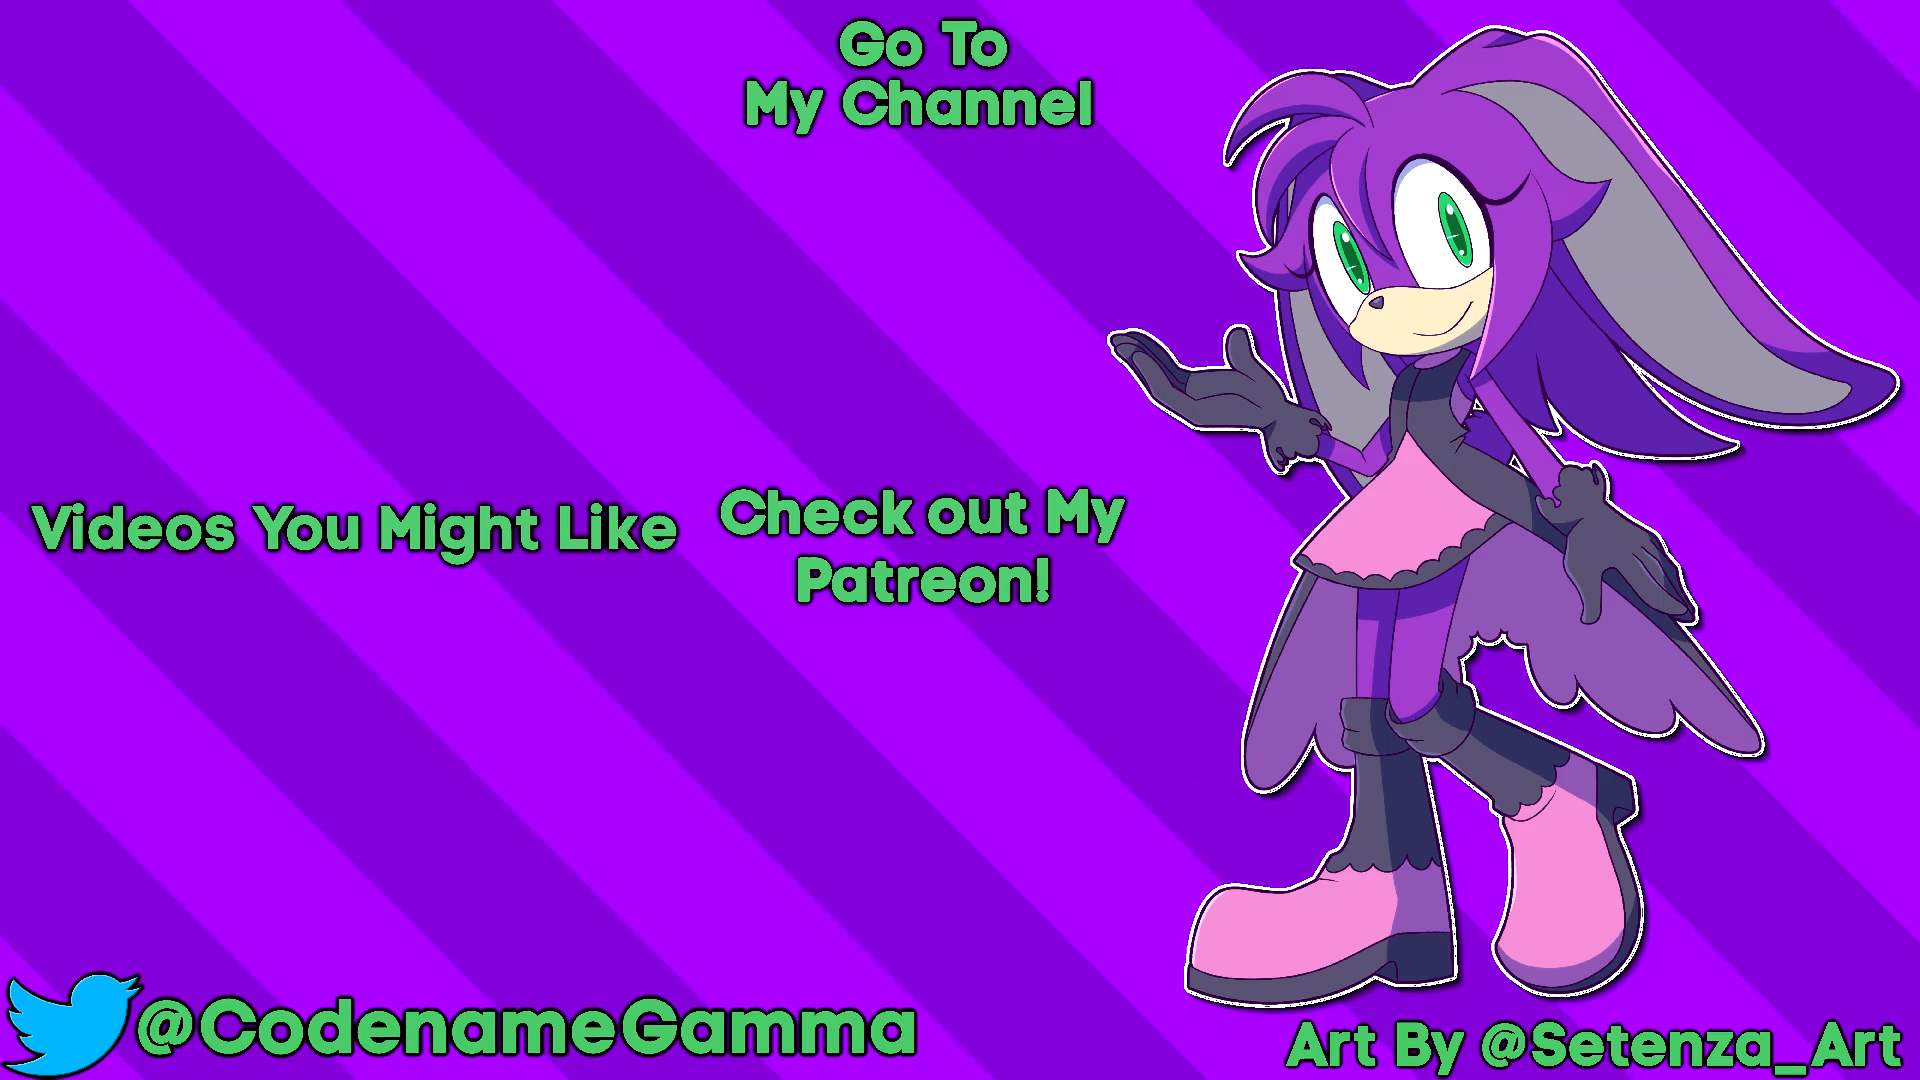 Go To
My Channel
Videos You Might Like
Check out My
Patreon!
@CodenameGamma
Art By @Setenza_Art